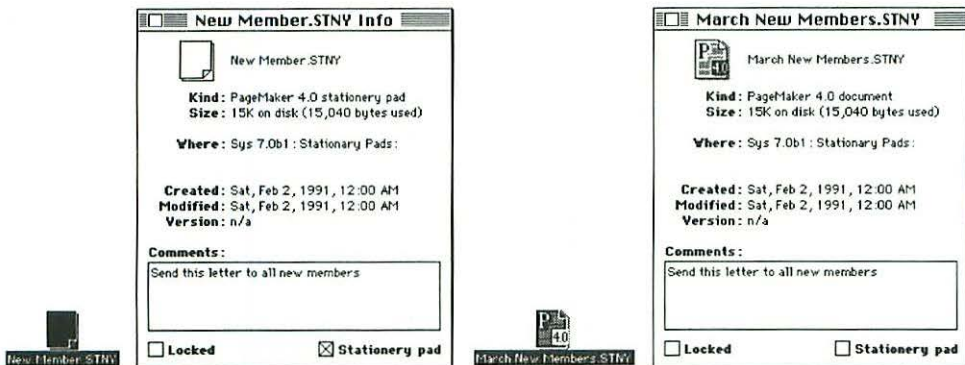 New Member.STNY Info
New Member.STNY
Kind: PageMaker 4.0 stationery pad
Size: 15K on disk (15,040 bytes used)
Where: Sys 7.0b1 : Stationary Pads:
Created: Sat, Feb 2, 1991, 12:00 AM
Modified: Sat, Feb 2, 1991, 12:00 AM
Version: n/a
Comments:
Send this letter to all new members
Locked
Stationery pad
New Member.STNY
March New Members.STNY
P 4.0
March New Members.STNY
Kind: PageMaker 4.0 document
Size: 15K on disk (15,040 bytes used)
Where: Sys 7.0b1 : Stationary Pads:
Created: Sat, Feb 2, 1991, 12:00 AM
Modified: Sat, Feb 2, 1991, 12:00 AM
Version: n/a
Comments:
Send this letter to all new members
Locked
Stationery pad
P 4.0
March New Members.STNY